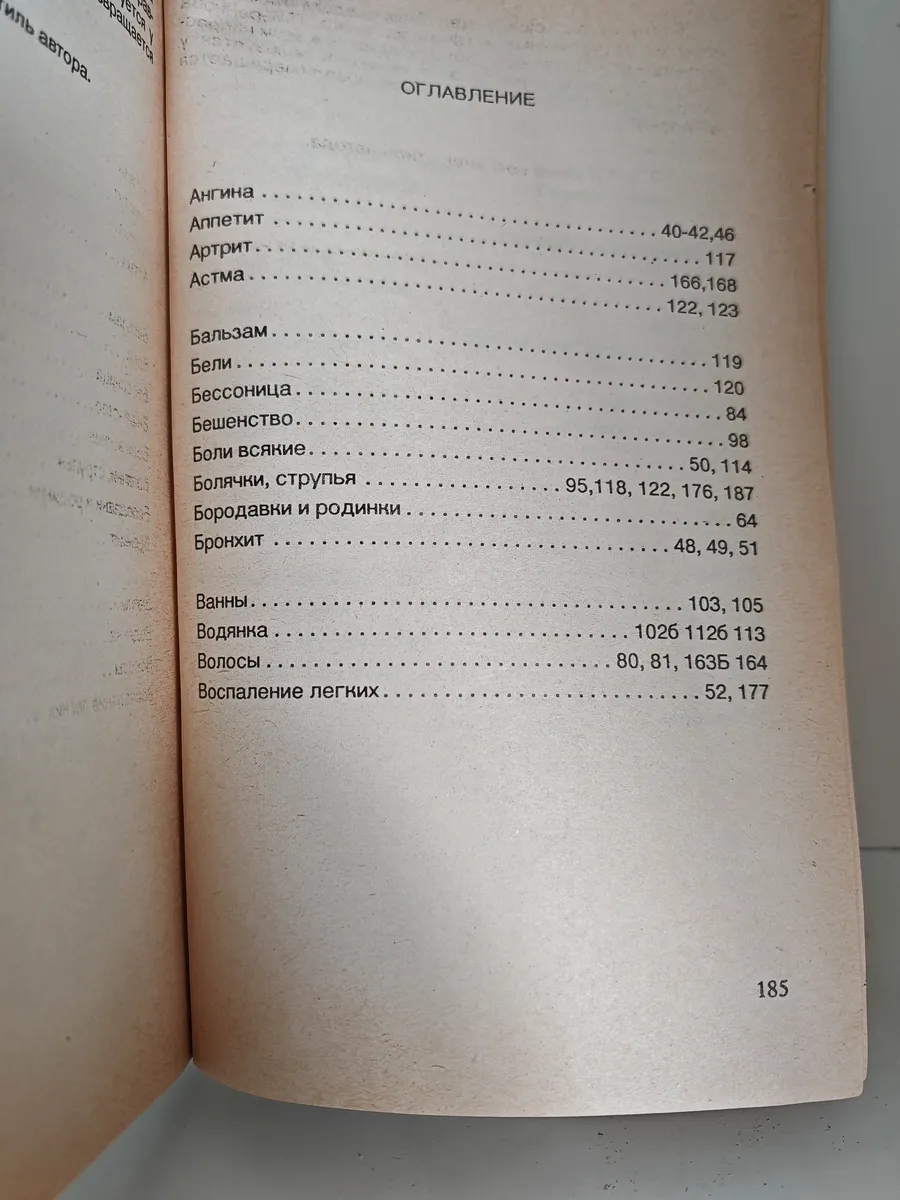 уется у
звращается
тиль автора.
ОГЛАВЛЕНИЕ
Ангина ........................................ 40-42,46
Аппетит ........................................ 117
Артрит ........................................ 166,168
Астма ........................................ 122, 123
Бальзам ........................................ 119
Бели ........................................ 120
Бессоница ........................................ 84
Бешенство ........................................ 98
Боли всякие ........................................ 50, 114
Болячки, струпья .................... 95,118, 122, 176, 187
Бородавки и родинки ........................................ 64
Бронхит ........................................ 48, 49, 51
Ванны ........................................ 103, 105
Водянка ........................................ 102б 112б 113
Волосы ........................................ 80, 81, 163Б 164
Воспаление легких ........................................ 52, 177
185